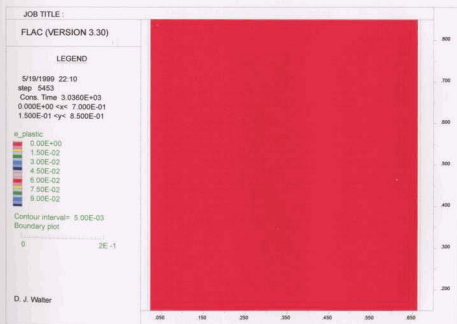 JOB TITLE :
FLAC (VERSION 3.30)
LEGEND
5/19/1999 22:10
step 5453
Cons. Time 3.0360E+03
0.000E+00 <x< 7.000E-01
1.500E-01 <y< 8.500E-01
e_plastic
0.00E+00
1.50E-02
3.00E-02
4.50E-02
6.00E-02
7.50E-02
9.00E-02
Contour interval= 5.00E-03
Boundary plot
0 2E -1
D. J. Walter
.900
.700
.600
.500
.400
.300
.200
.050 .150 .250 .350 .450 .550 .650